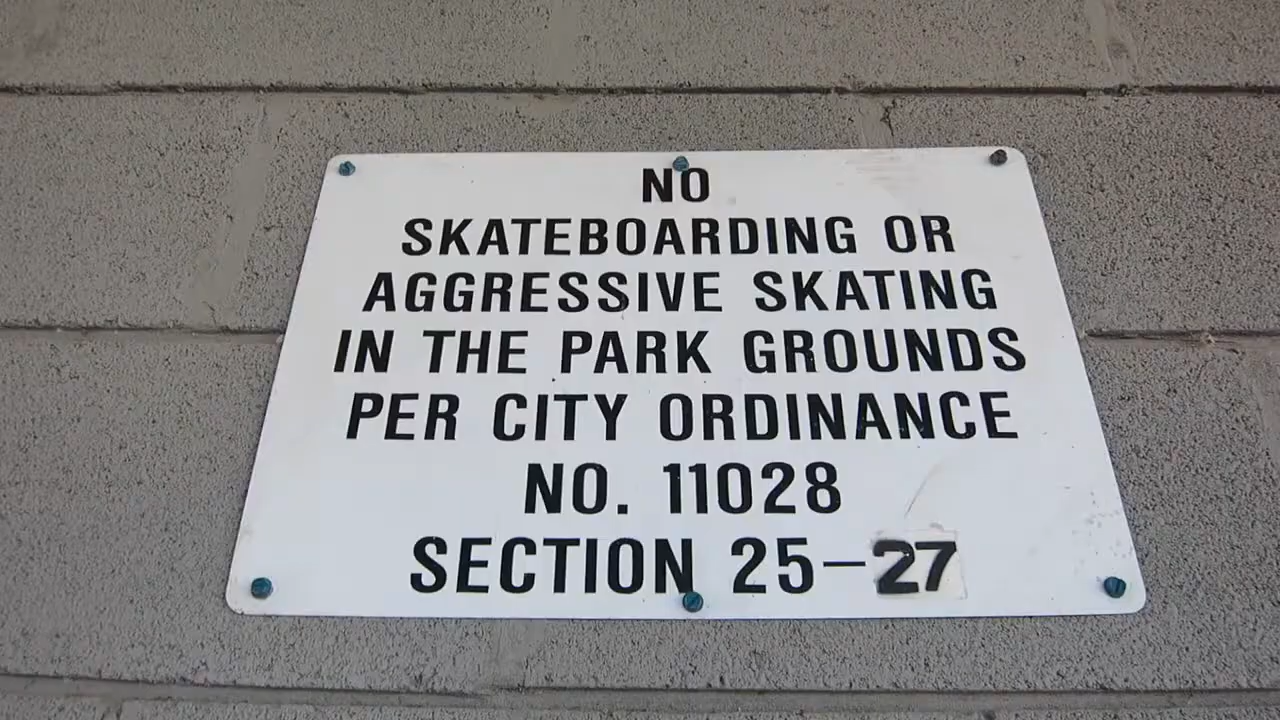 NO
SKATEBOARDING OR
AGGRESSIVE SKATING
IN THE PARK GROUNDS
PER CITY ORDINANCE
NO. 11028
SECTION 25-27